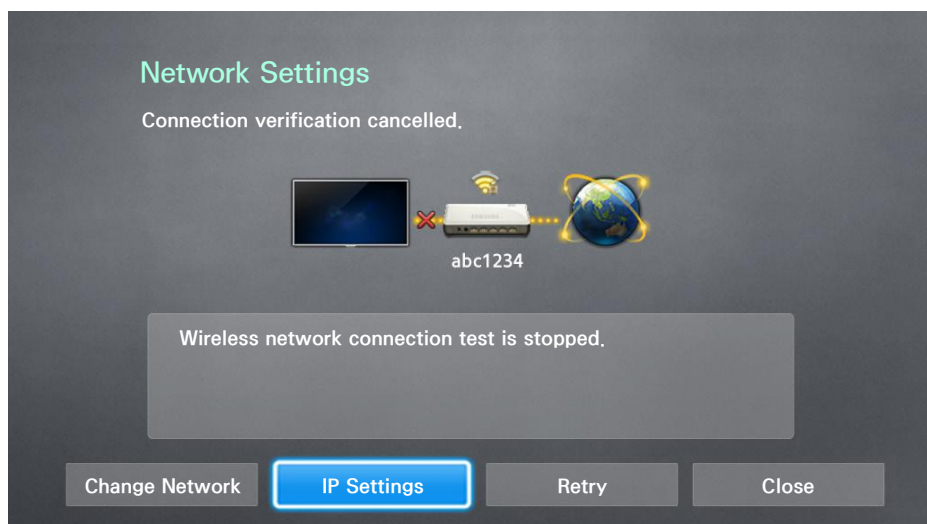 Network Settings
Connection verification cancelled.
abc1234
Wireless network connection test is stopped.
Change Network
IP Settings
Retry
Close